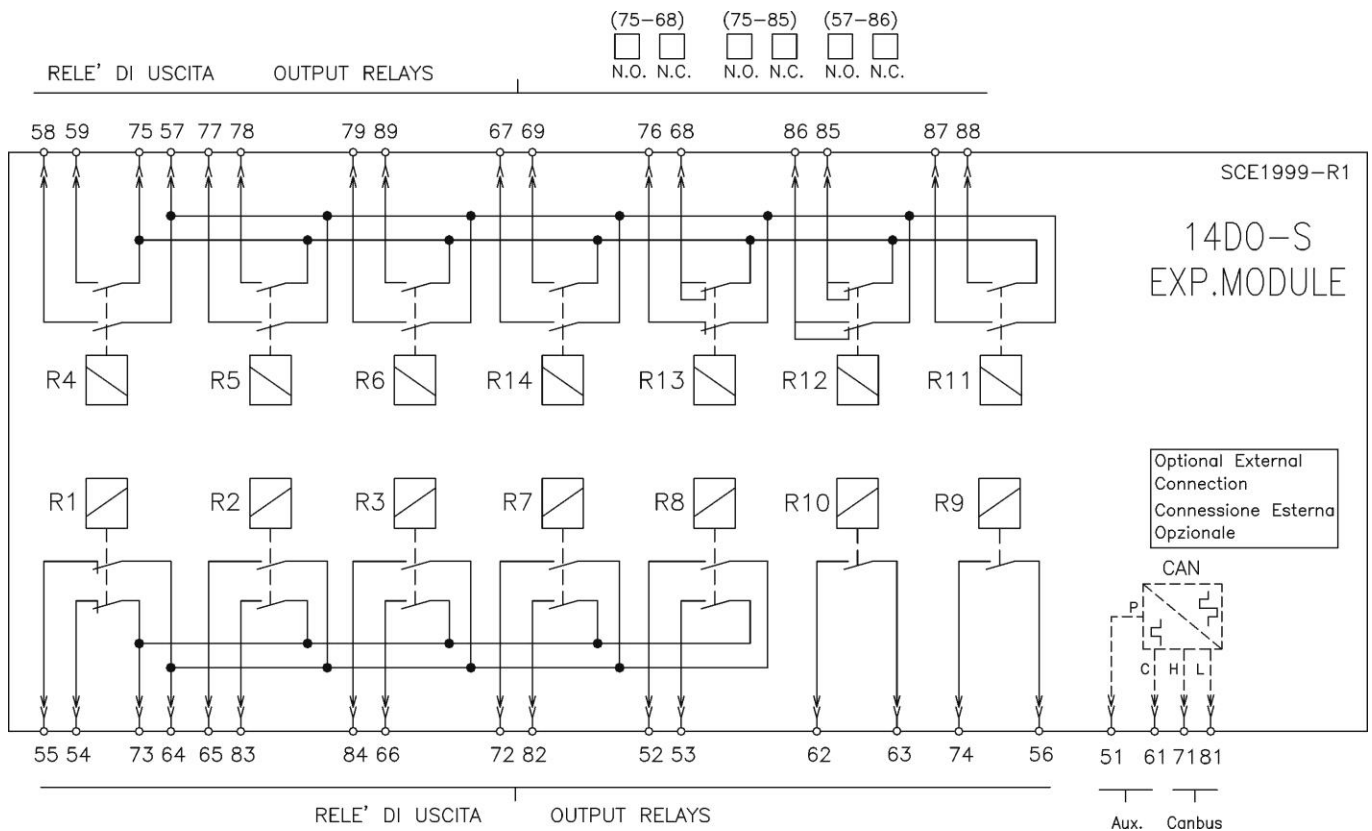 (75-68) (75-85) (57-86)
N.O. N.C. N.O. N.C. N.O. N.C.
RELE' DI USCITA OUTPUT RELAYS
58 59 75 57 77 78 79 89 67 69 76 68 86 85 87 88
SCE1999-R1
14DO-S
EXP.MODULE
R4 R5 R6 R14 R13 R12 R11
R1 R2 R3 R7 R8 R10 R9
Optional External
Connection
Connessione Esterna
Opzionale
CAN
P
C H L
55 54 73 64 65 83 84 66 72 82 52 53 62 63 74 56 51 61 71 81
RELE' DI USCITA OUTPUT RELAYS
Aux. Canbus